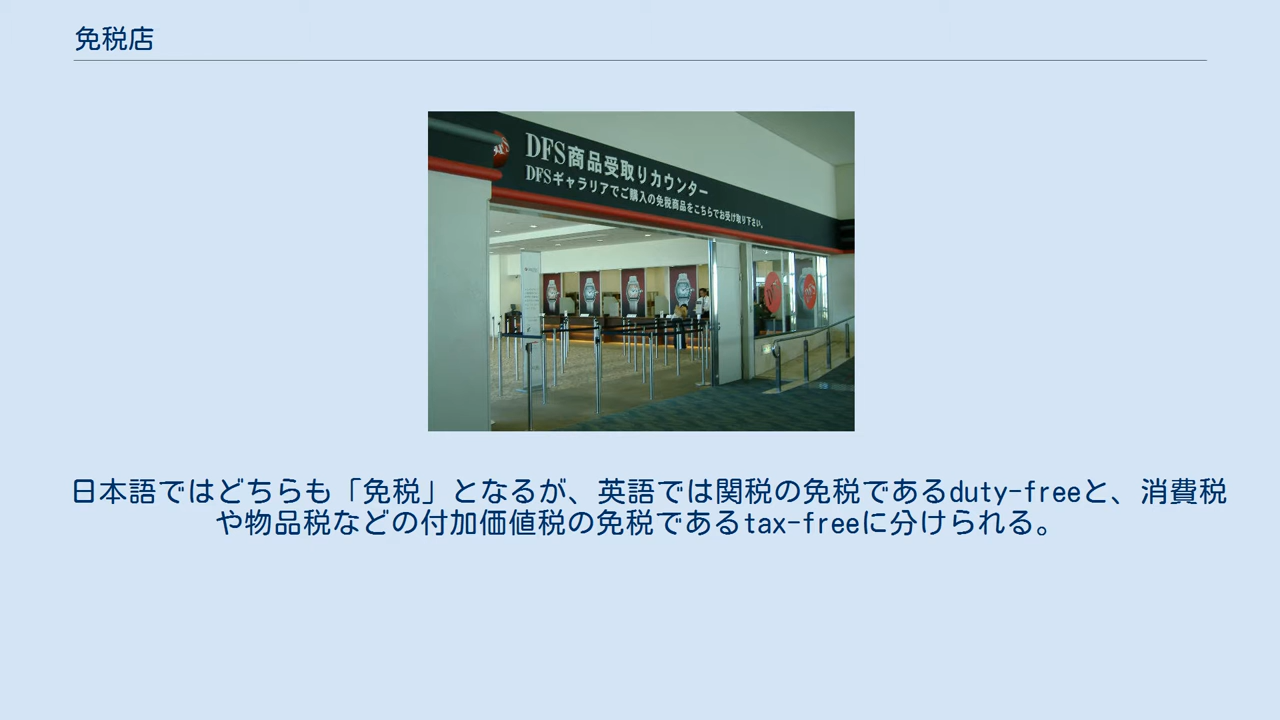 免税店
DFS商品受取りカウンター
DFSギャラリアでご購入の免税商品をこちらでお受け取り下さい。
日本語ではどちらも「免税」となるが、英語では関税の免税であるduty-freeと、消費税
や物品税などの付加価値税の免税であるtax-freeに分けられる。